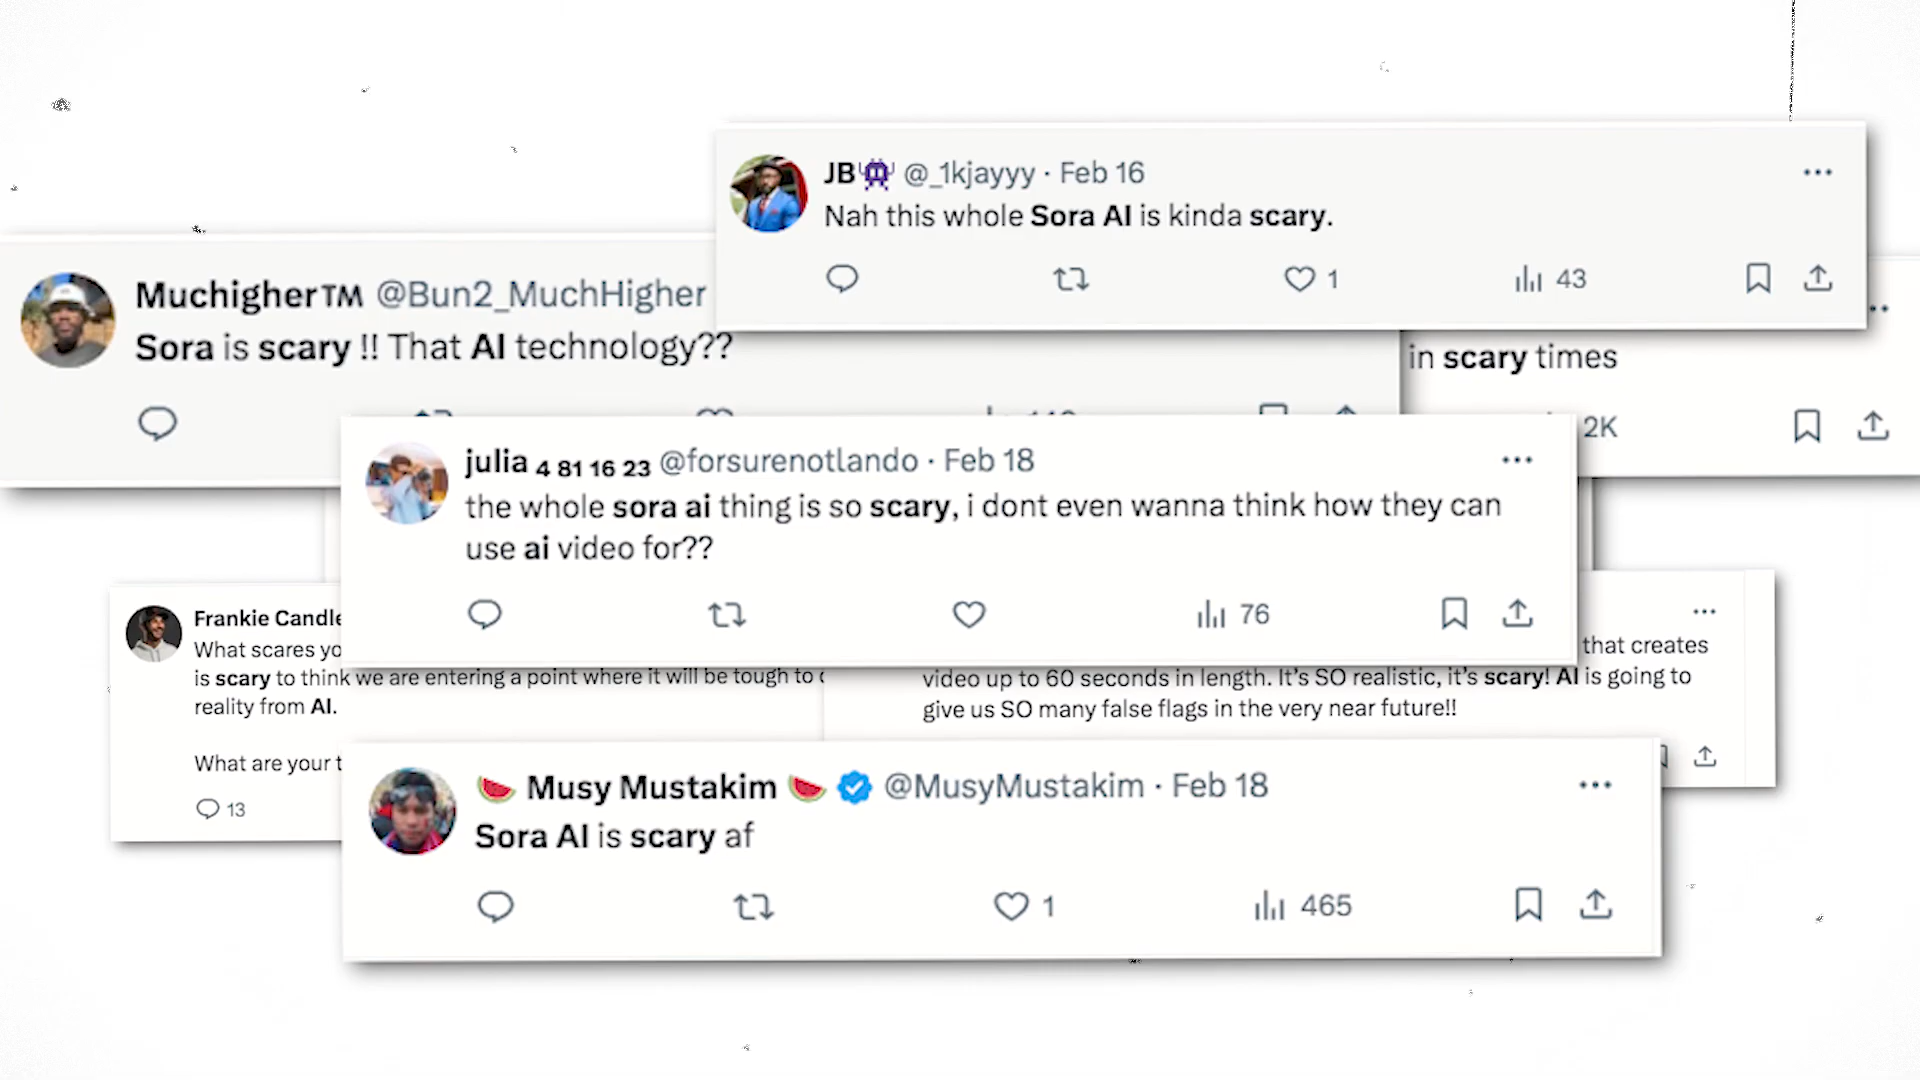 JB @_1kjayyy · Feb 16
Nah this whole Sora AI is kinda scary.
1 43
Muchigher™ @Bun2_MuchHigher
Sora is scary !! That AI technology??
in scary times
2K
julia 4 81 16 23 @forsurenotlando · Feb 18
the whole sora ai thing is so scary, i dont even wanna think how they can
use ai video for??
76
Frankie
What scares
is scary to think we are entering a point where it will be tough to
reality from AI.
What are your
13
that creates
video up to 60 seconds in length. It's SO realistic, it's scary! AI is going to
give us SO many false flags in the very near future!!
Musy Mustakim @MusyMustakim · Feb 18
Sora AI is scary af
1 465